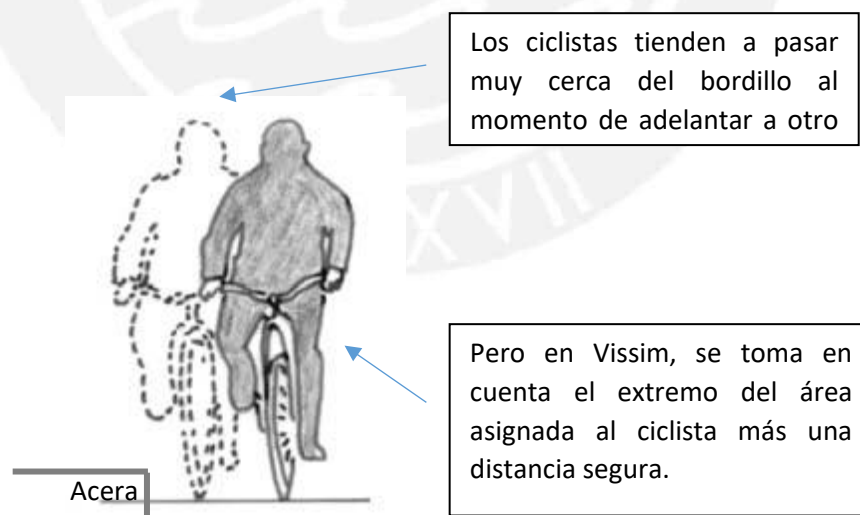 Los ciclistas tienden a pasar
muy cerca del bordillo al
momento de adelantar a otro
XVII
Pero en Vissim, se toma en
cuenta el extremo del área
asignada al ciclista más una
distancia segura.
Acera